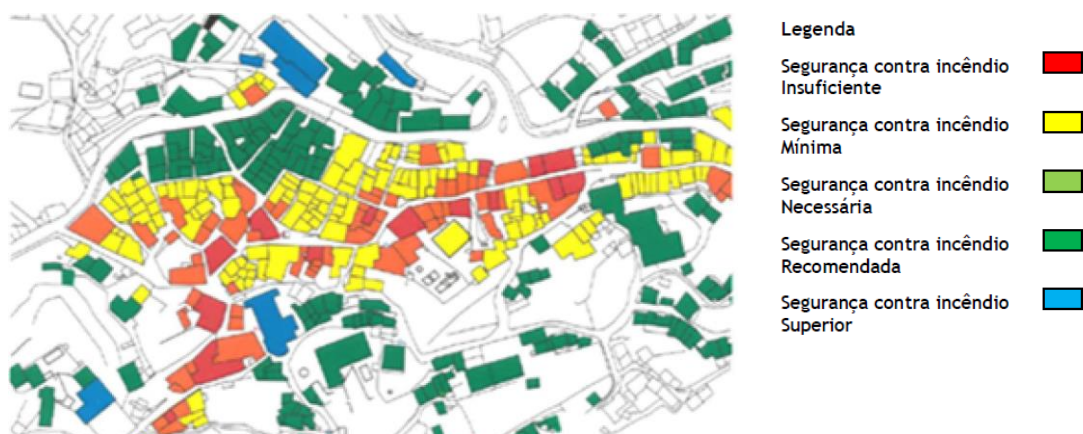 Legenda
Segurança contra incêndio
Insuficiente
Segurança contra incêndio
Mínima
Segurança contra incêndio
Necessária
Segurança contra incêndio
Recomendada
Segurança contra incêndio
Superior